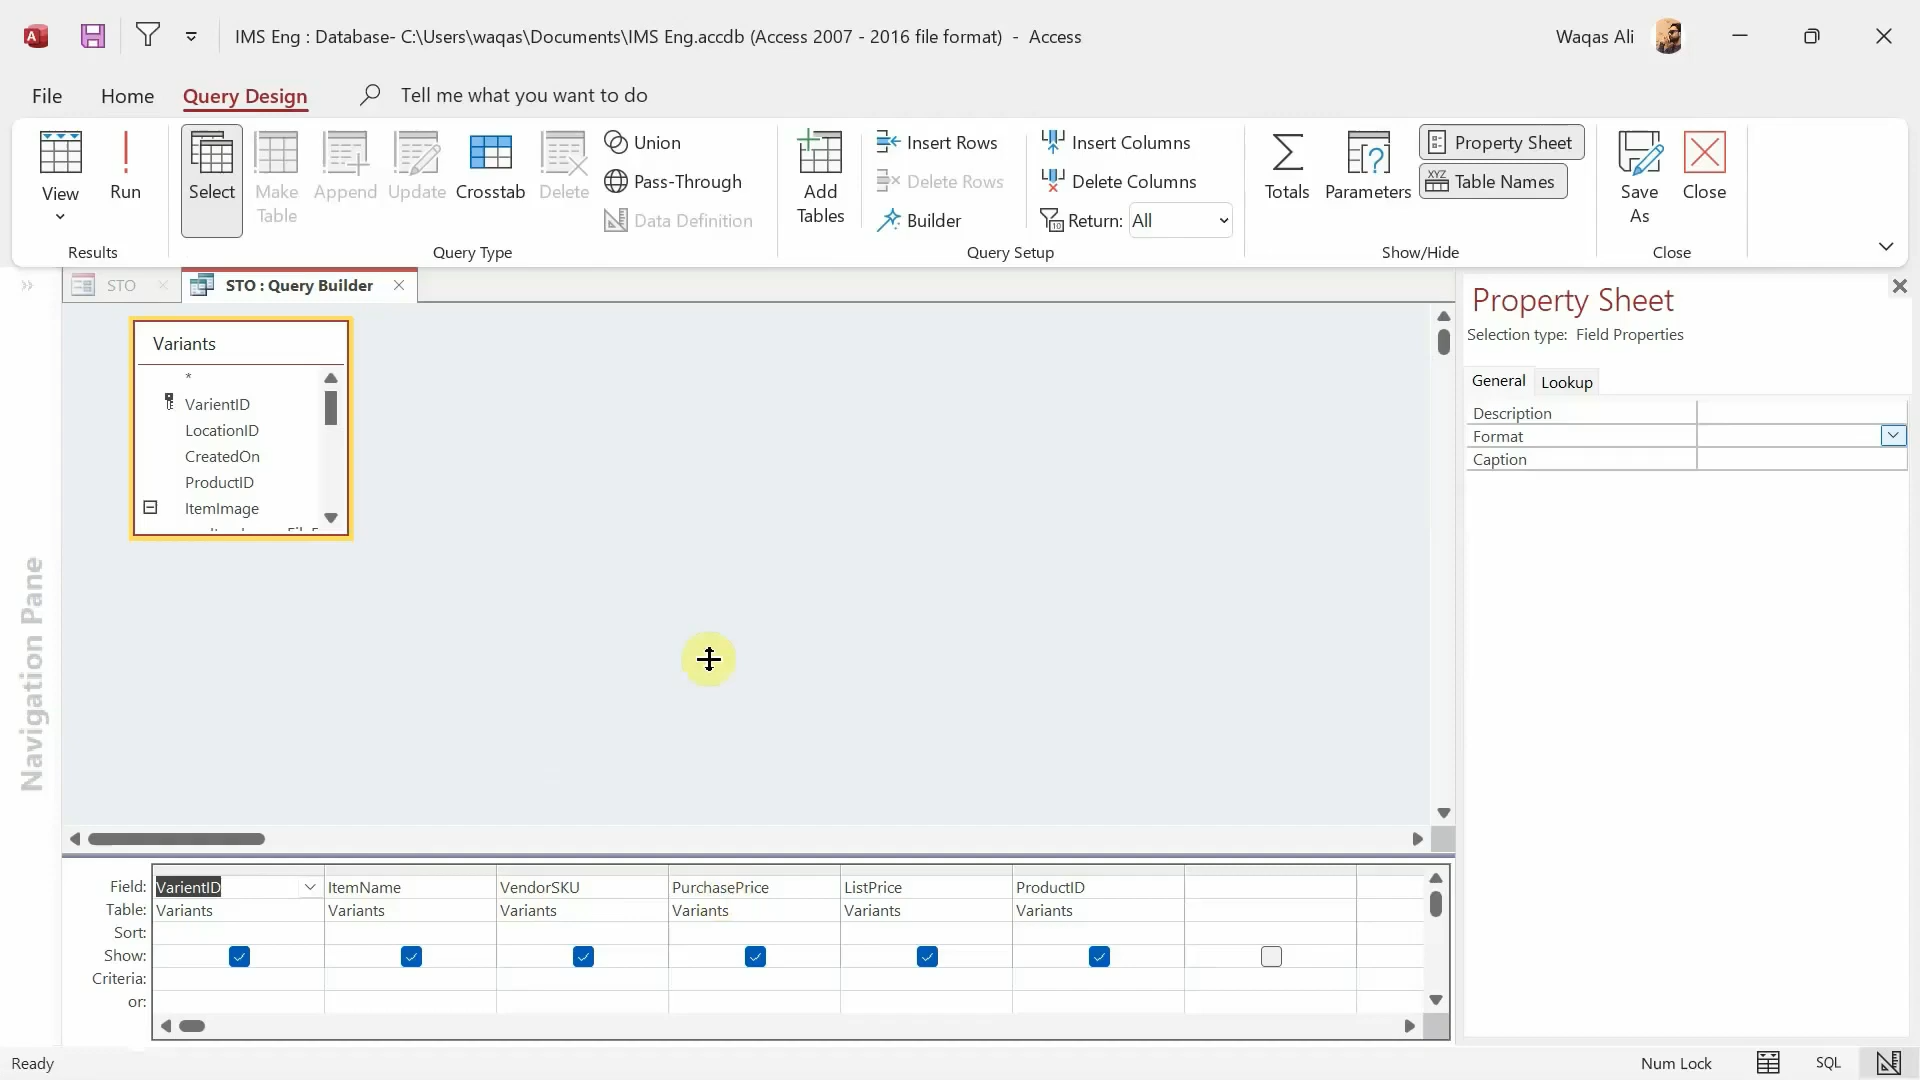 IMS Eng : Database- C:\Users\waqas\Documents\IMS Eng.accdb (Access 2007 - 2016 file format) - Access
Waqas Ali
File
Home
Query Design
Tell me what you want to do
View
Run
Results
Select
Make
Table
Append
Update
Crosstab
Delete
Union
Pass-Through
Data Definition
Query Type
Add
Tables
Insert Rows
Delete Rows
Builder
Insert Columns
Delete Columns
Return: All
Query Setup
Totals
Parameters
Property Sheet
XYZ Table Names
Show/Hide
Save
As
Close
Close
STO
STO : Query Builder
Navigation Pane
Variants
*
VarientID
LocationID
CreatedOn
ProductID
ItemImage
Property Sheet
Selection type: Field Properties
General
Lookup
Description
Format
Caption
Field: VarientID ItemName VendorSKU PurchasePrice ListPrice ProductID
Table: Variants Variants Variants Variants Variants Variants
Sort:
Show:
Criteria:
or:
Ready
Num Lock
SQL